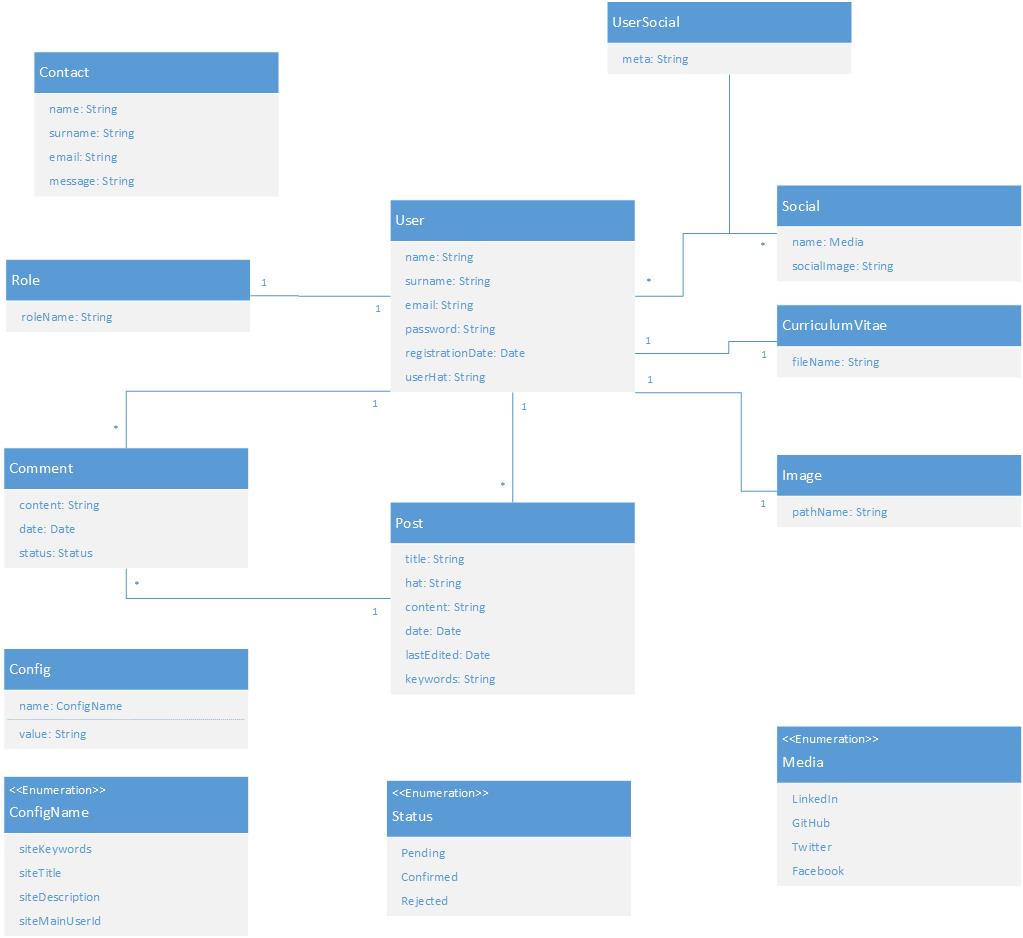 UserSocial
meta: String
Contact
name: String
surname: String
email: String
message: String
User
name: String
surname: String
email: String
password: String
registrationDate: Date
userHat: String
Social
name: Media
socialImage: String
*
*
Role
roleName: String
1
1
CurriculumVitae
fileName: String
1
1
Image
pathName: String
1
1
Comment
content: String
date: Date
status: Status
1
*
1
*
Post
title: String
hat: String
content: String
date: Date
lastEdited: Date
keywords: String
*
1
Config
name: ConfigName
value: String
<<Enumeration>>
ConfigName
siteKeywords
siteTitle
siteDescription
siteMainUserId
<<Enumeration>>
Status
Pending
Confirmed
Rejected
<<Enumeration>>
Media
LinkedIn
GitHub
Twitter
Facebook